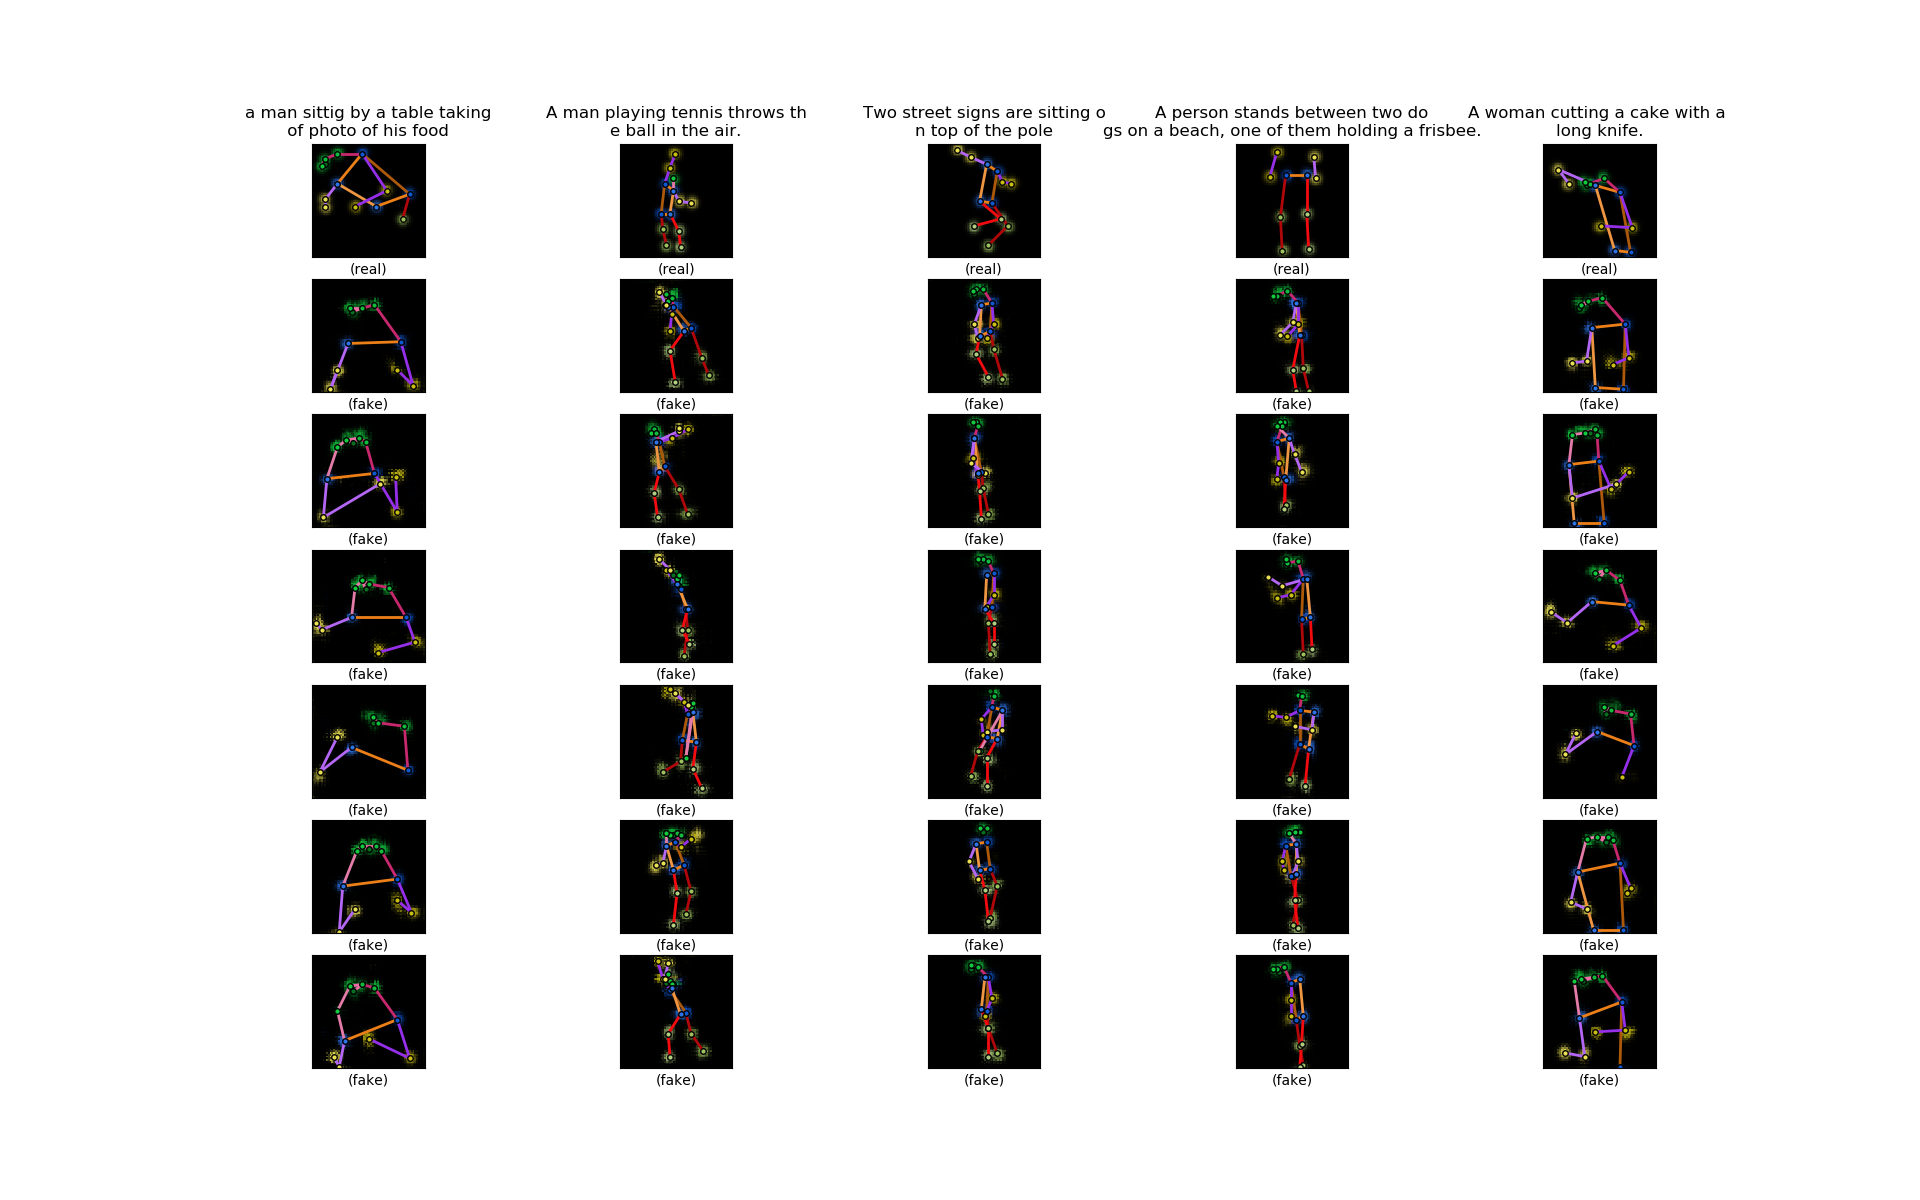 a man sittig by a table taking
of photo of his food
A man playing tennis throws th
e ball in the air.
Two street signs are sitting o
n top of the pole
A person stands between two do
gs on a beach, one of them holding a frisbee.
A woman cutting a cake with a
long knife.
(real) (real) (real) (real) (real)
(fake) (fake) (fake) (fake) (fake)
(fake) (fake) (fake) (fake) (fake)
(fake) (fake) (fake) (fake) (fake)
(fake) (fake) (fake) (fake) (fake)
(fake) (fake) (fake) (fake) (fake)
(fake) (fake) (fake) (fake) (fake)